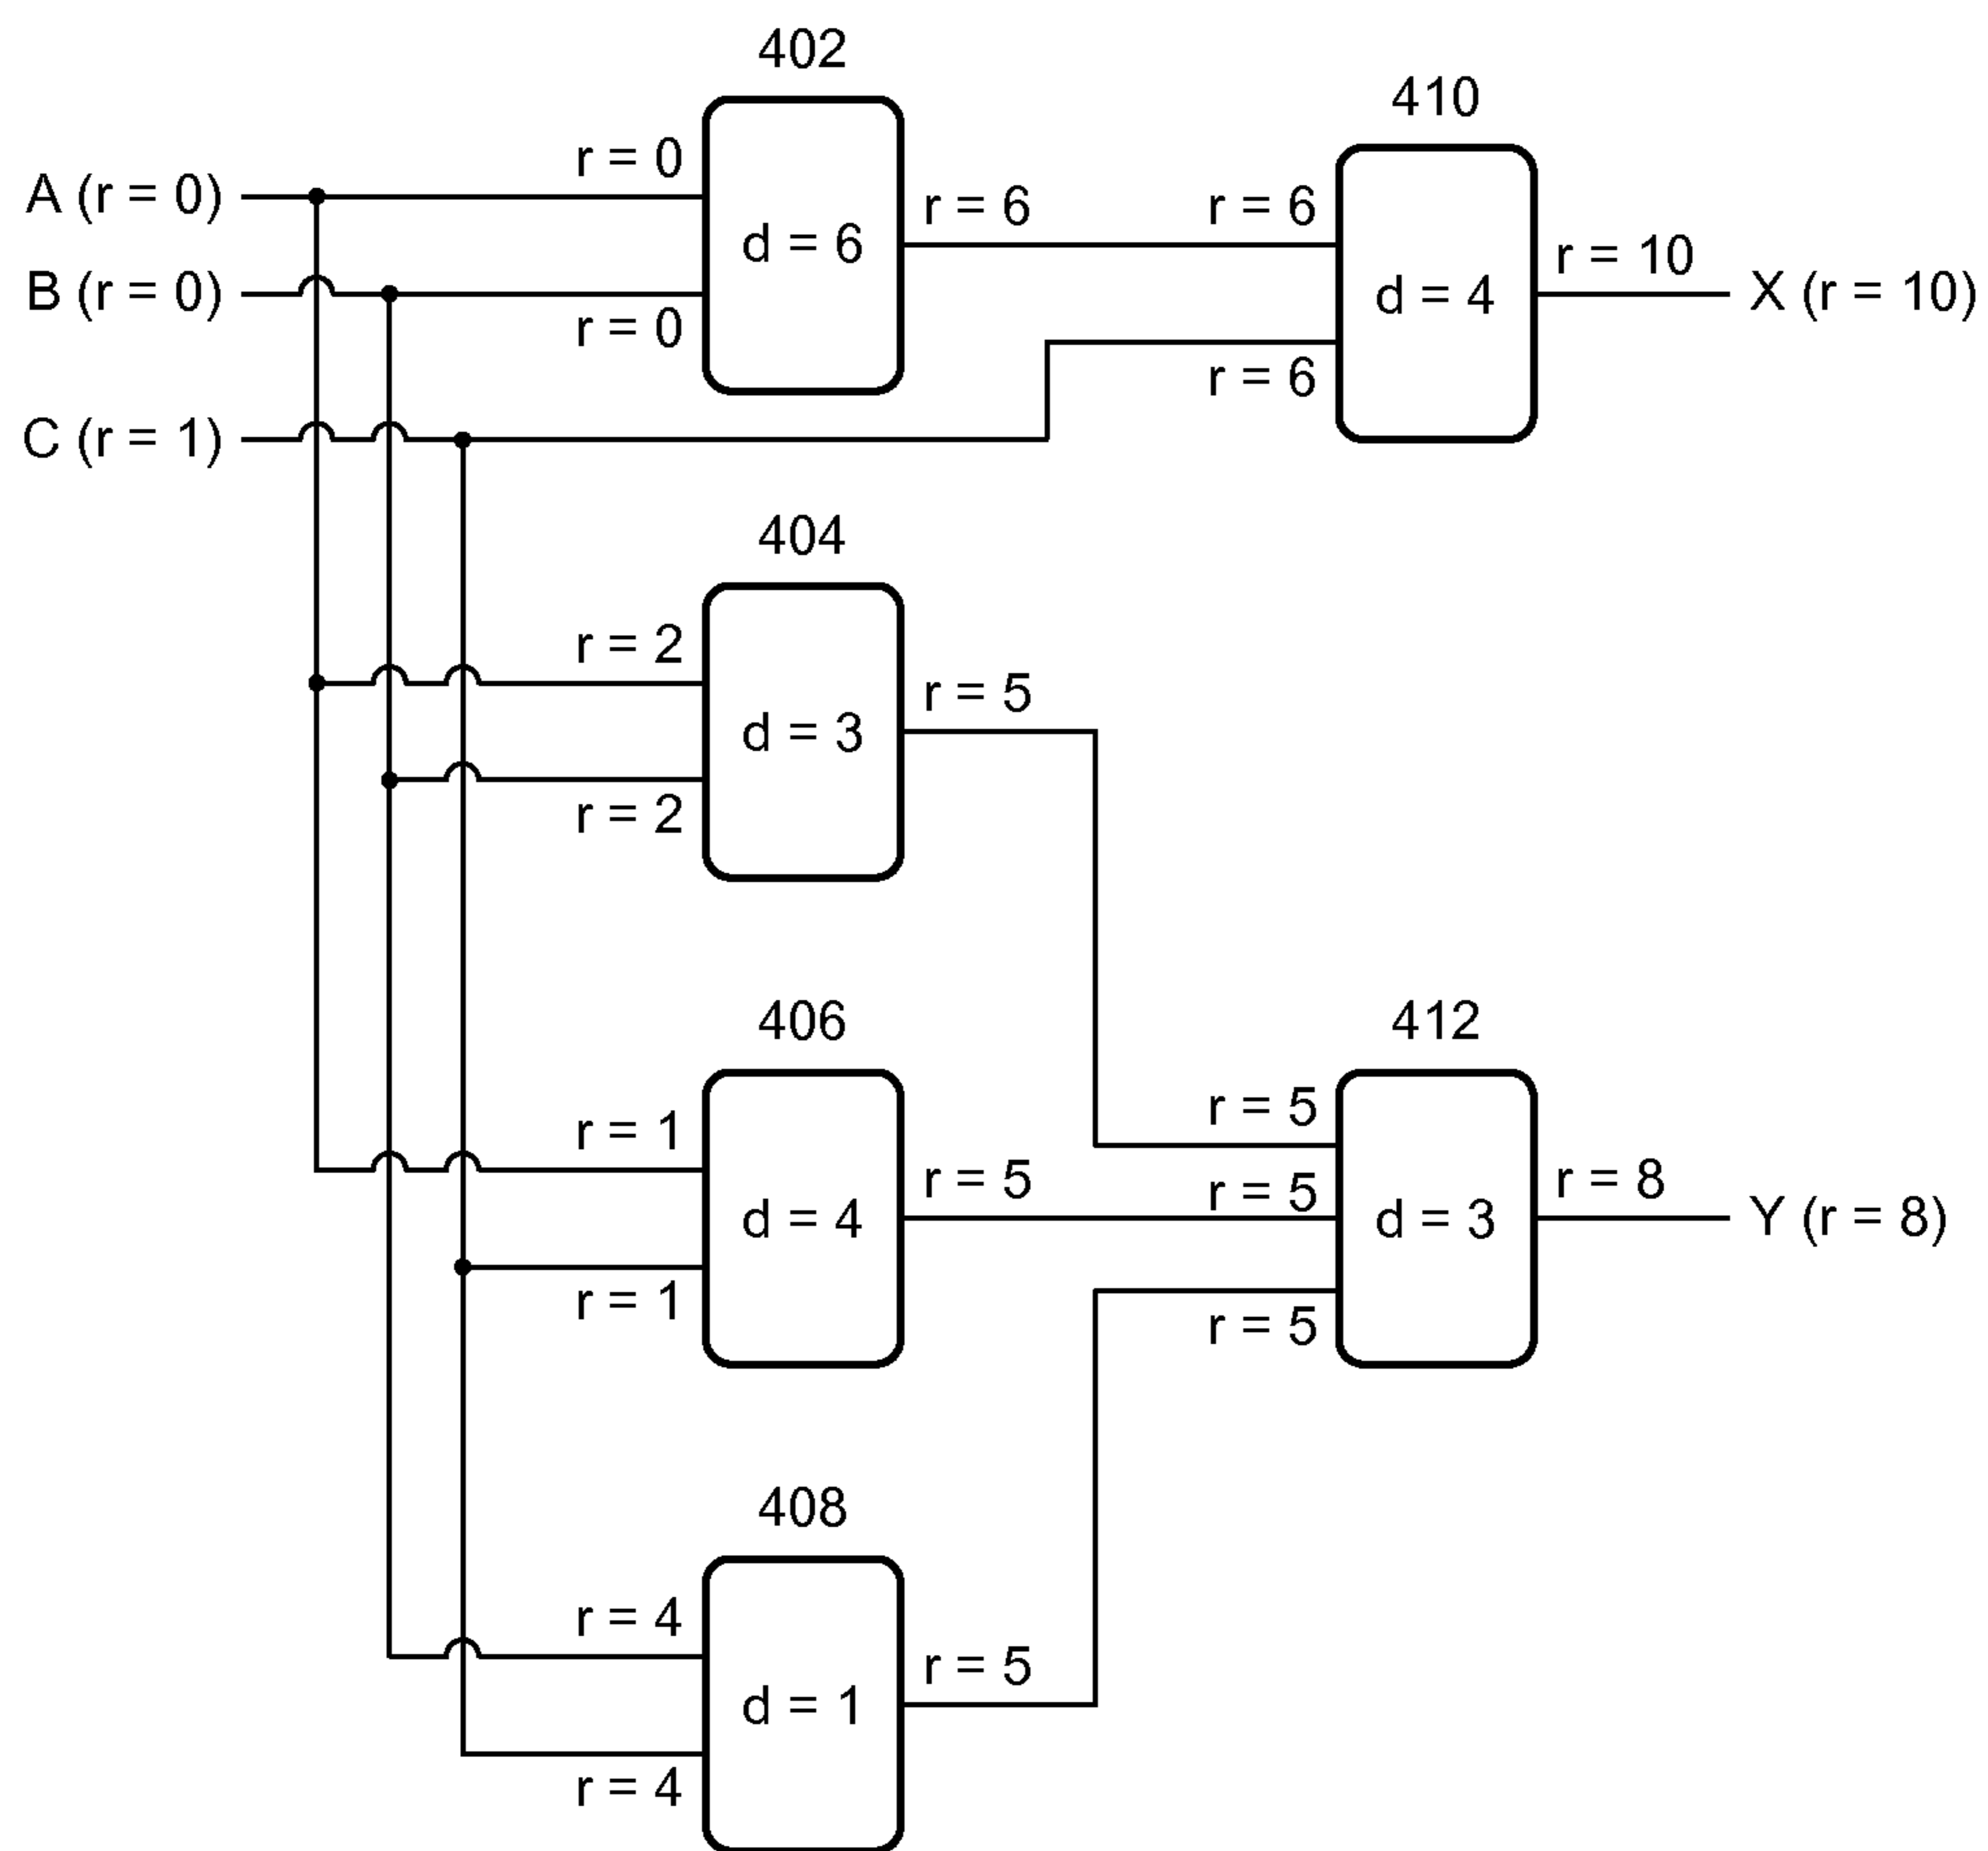 402
410
A (r = 0)
r = 0
d = 6
r = 6
r = 6
r = 10
B (r = 0)
r = 0
d = 4
X (r = 10)
r = 6
C (r = 1)
404
r = 2
d = 3
r = 5
r = 2
406
412
r = 1
d = 4
r = 5
r = 5
r = 5
d = 3
r = 8
Y (r = 8)
r = 1
r = 5
408
r = 4
d = 1
r = 5
r = 4